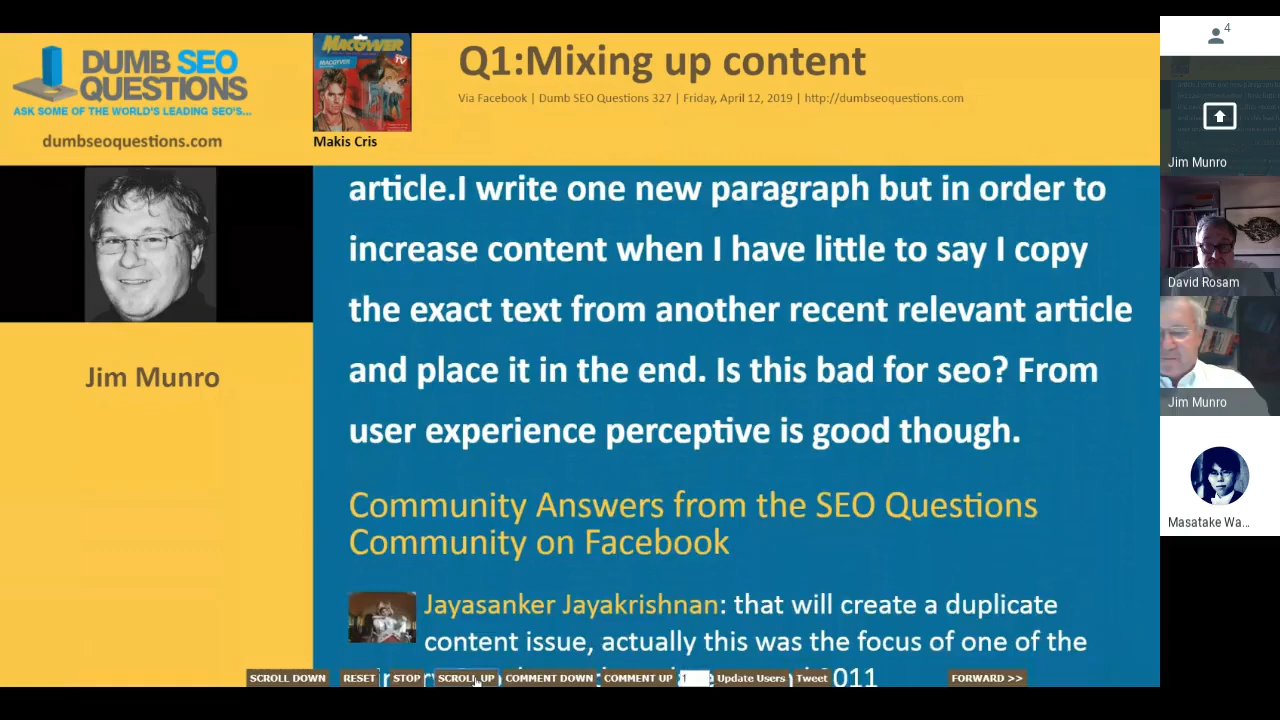 DUMB SEO
QUESTIONS
ASK SOME OF THE WORLD'S LEADING SEO'S...
dumbseoquestions.com
MACGYVER
Makis Cris
Q1:Mixing up content
Via Facebook | Dumb SEO Questions 327 | Friday, April 12, 2019 | http://dumbseoquestions.com
Jim Munro
article.I write one new paragraph but in order to
increase content when I have little to say I copy
the exact text from another recent relevant article
and place it in the end. Is this bad for seo? From
user experience perceptive is good though.
Community Answers from the SEO Questions
Community on Facebook
Jayasanker Jayakrishnan: that will create a duplicate
content issue, actually this was the focus of one of the
2011
SCROLL DOWN RESET STOP SCROLL UP COMMENT DOWN COMMENT UP 1 Update Users Tweet FORWARD >>
4
Jim Munro
David Rosam
Jim Munro
Masatake Wa...